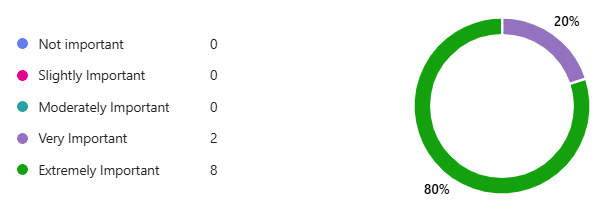 20%
Not important 0
Slightly Important 0
Moderately Important 0
Very Important 2
Extremely Important 8
80%